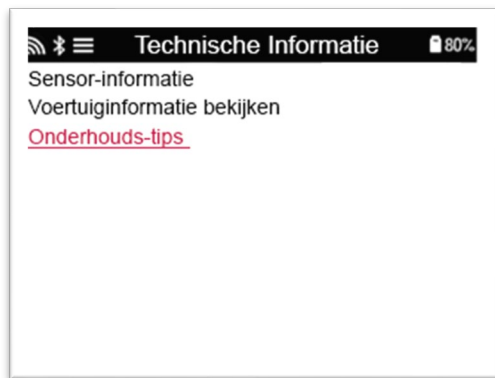 Technische Informatie 80%
Sensor-informatie
Voertuiginformatie bekijken
Onderhouds-tips